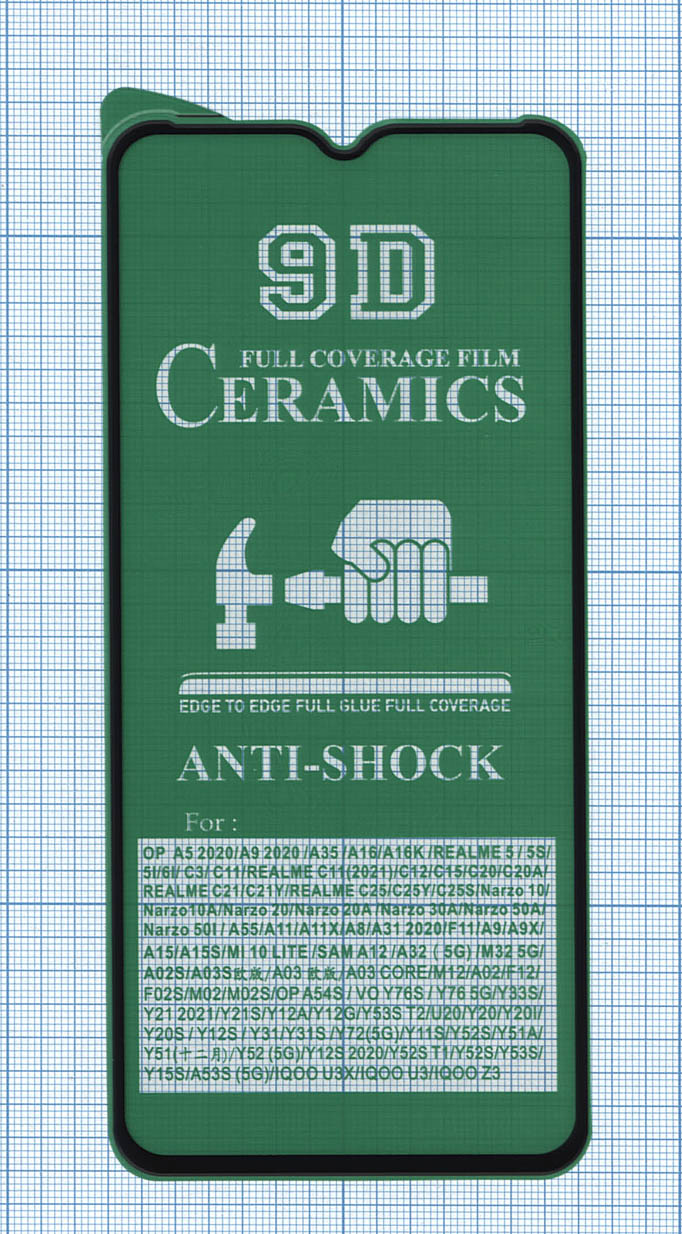 9D
FULL COVERAGE FILM
CERAMICS
EDGE TO EDGE FULL GLUE FULL COVERAGE
ANTI-SHOCK
For :
OP A5 2020/A9 2020 /A35 /A16/A16K /REALME 5 / 5S/
5I/6I/ C3/ C11/REALME C11(2021)/C12/C15/C20/C20A/
REALME C21/C21Y/REALME C25/C25Y/C25S/Narzo 10/
Narzo10A/Narzo 20/Narzo 20A /Narzo 30A/Narzo 50A/
Narzo 50I / A55/A11/A11X/A8/A31 2020/F11/A9/A9X/
A15/A15S/MI 10 LITE /SAM A12 /A32 ( 5G) /M32 5G/
A02S/A03S欧版/A03 欧版/A03 CORE/M12/A02/F12/
F02S/M02/M02S/OP A54S / VO Y76S / Y76 5G/Y33S/
Y21 2021/Y21S/Y12A/Y12G/Y53S T2/U20/Y20/Y20I/
Y20S / Y12S / Y31/Y31S /Y72(5G)/Y11S/Y52S/Y51A/
Y51(十二月)/Y52 (5G)/Y12S 2020/Y52S T1/Y52S/Y53S/
Y15S/A53S (5G)/IQOO U3X/IQOO U3/IQOO Z3